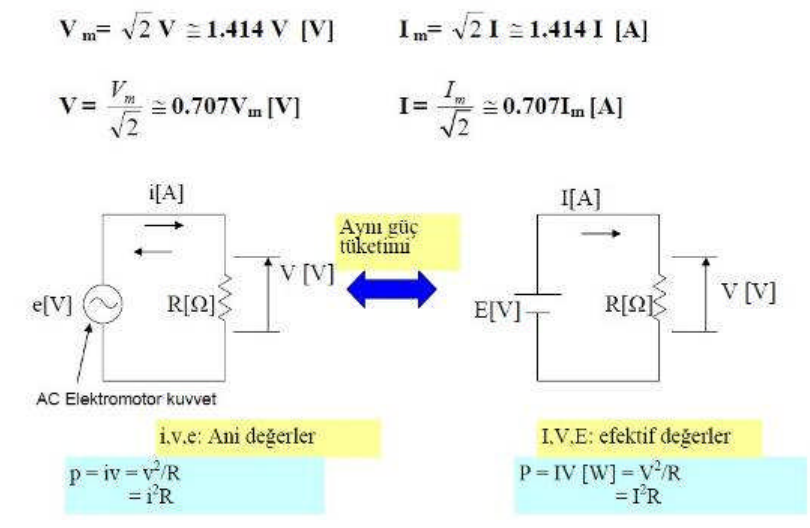 V m= √2 V ≅ 1.414 V [V]
I m= √2 I ≅ 1.414 I [A]
V = Vm/√2 ≅ 0.707Vm [V]
I = Im/√2 ≅ 0.707Im [A]
i[A]
I[A]
Aynı güç
tüketimi
e[V]
R[Ω]
V [V]
E[V]
R[Ω]
V [V]
AC Elektromotor kuvvet
i,v,e: Ani değerler
I,V,E: efektif değerler
p = iv = v²/R
= i²R
P = IV [W] = V²/R
= I²R